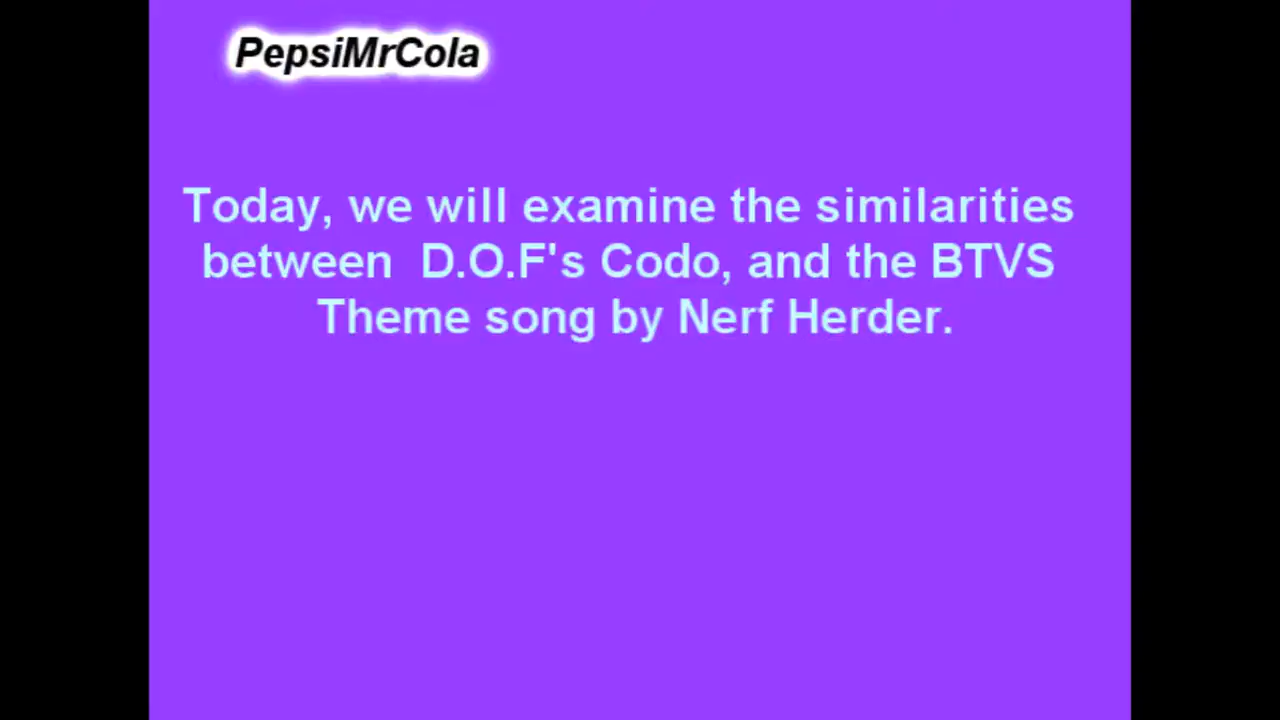 PepsiMrCola
Today, we will examine the similarities
between  D.O.F's Codo, and the BTVS
Theme song by Nerf Herder.